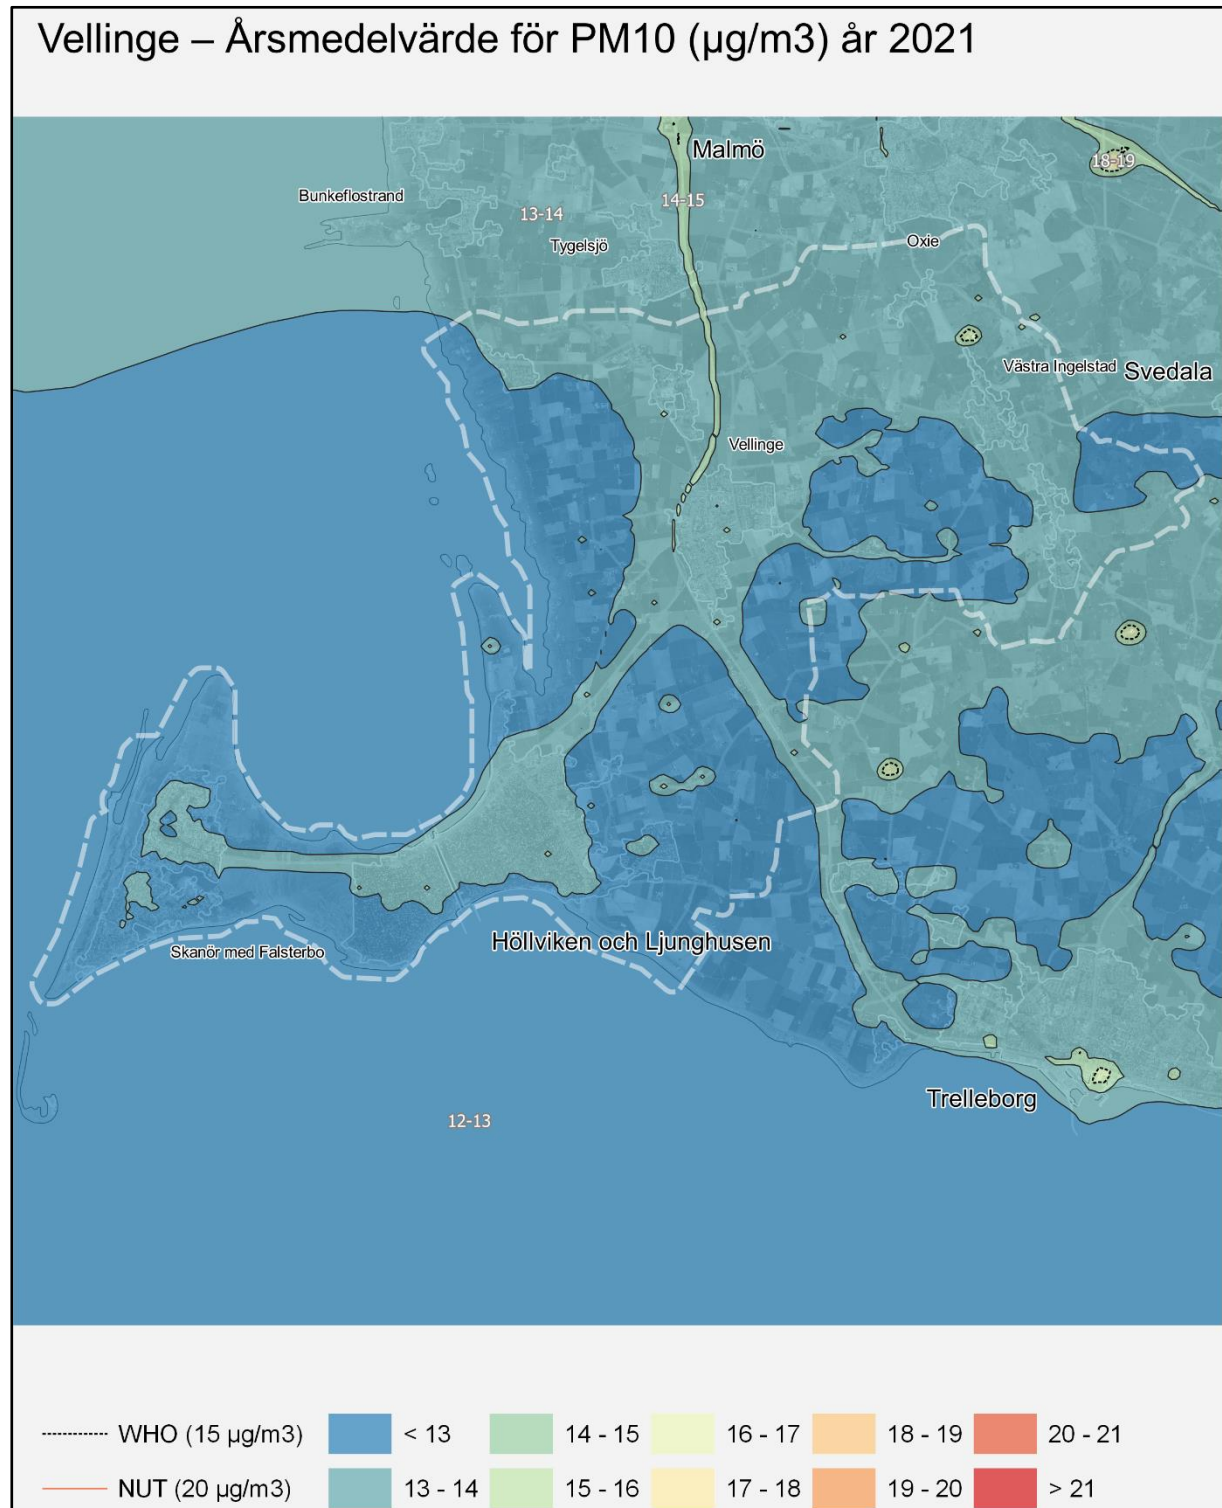 Vellinge – Årsmedelvärde för PM10 (µg/m3) år 2021
Malmö
18-19
Bunkeflostrand
14-15
13-14
Tygelsjö
Oxie
Västra Ingelstad
Svedala
Vellinge
Höllviken och Ljunghusen
Skanör med Falsterbo
Trelleborg
12-13
WHO (15 µg/m3) < 13 14 - 15 16 - 17 18 - 19 20 - 21
NUT (20 µg/m3) 13 - 14 15 - 16 17 - 18 19 - 20 > 21